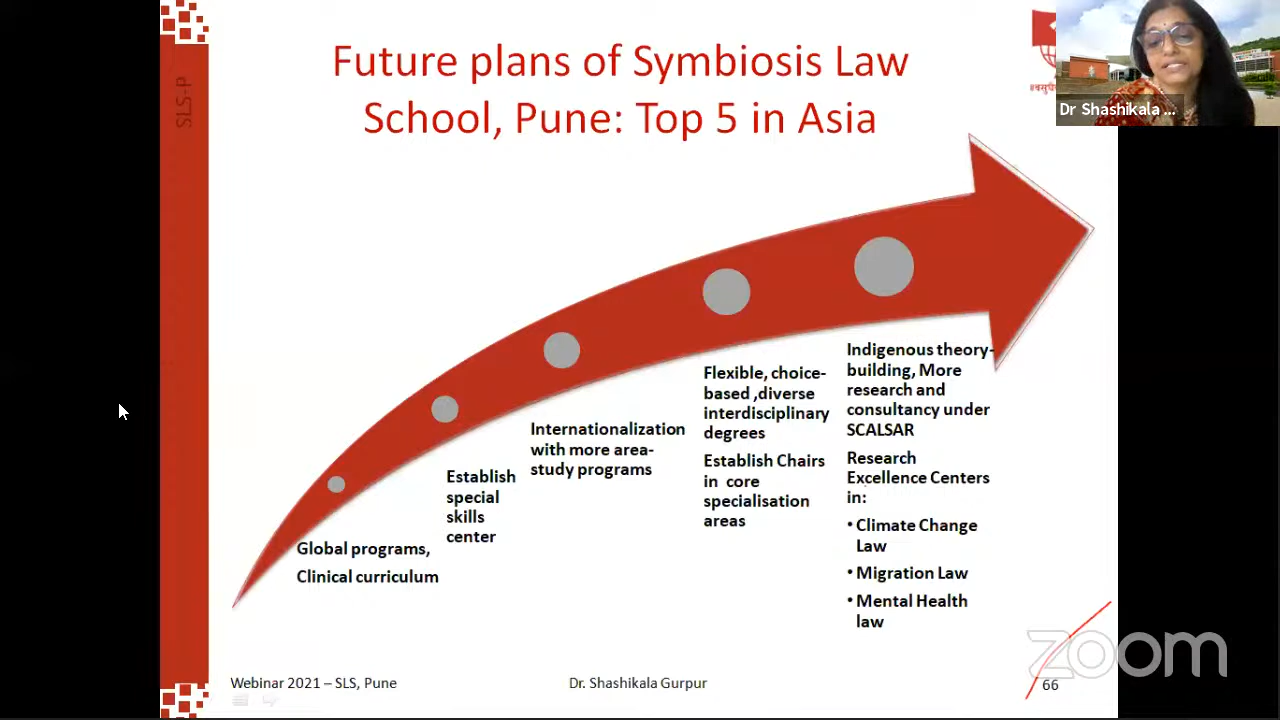 SLS-P
Future plans of Symbiosis Law
School, Pune: Top 5 in Asia
Dr Shashikala ...
Global programs,
Clinical curriculum
Establish
special
skills
center
Internationalization
with more area-
study programs
Flexible, choice-
based ,diverse
interdisciplinary
degrees
Establish Chairs
in core
specialisation
areas
Indigenous theory-
building, More
research and
consultancy under
SCALSAR
Research
Excellence Centers
in:
• Climate Change
Law
• Migration Law
• Mental Health
law
zoom
Webinar 2021 – SLS, Pune
Dr. Shashikala Gurpur
66